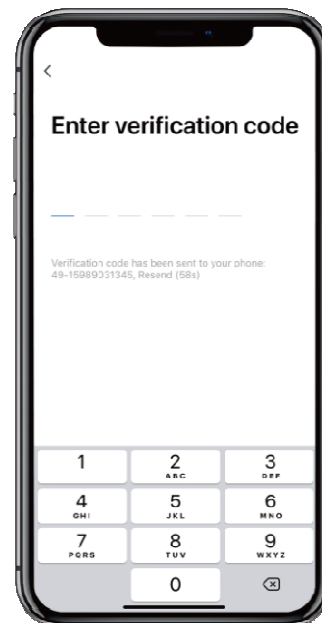 Enter verification code
Verification code has been sent to your phone:
49-15989031345, Resend (58s)
1
2
ABC
3
DEF
4
GHI
5
JKL
6
MNO
7
PQRS
8
TUV
9
WXYZ
0